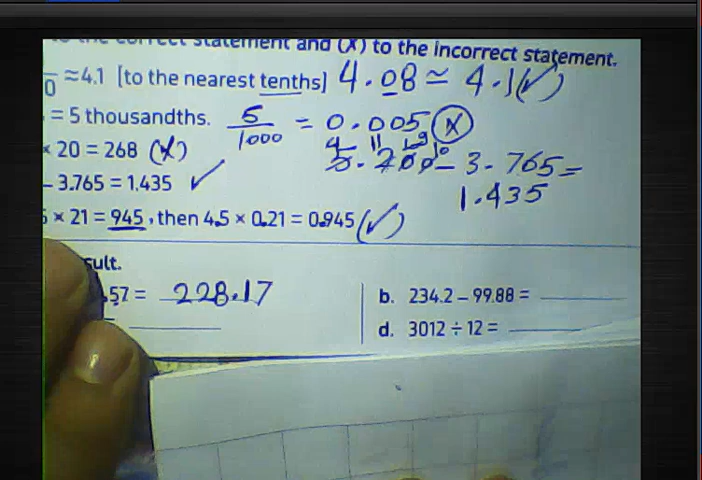 correct statement and (X) to the incorrect statement.
0 ≈4.1 [to the nearest tenths] 4.08 ≃ 4.1(✓)
= 5 thousandths. 5/1000 = 0.005 (X)
× 20 = 268 (X) 5.200 - 3.765 =
- 3.765 = 1.435 ✓ 1.435
× 21 = 945, then 4.5 × 0.21 = 0.945 (✓)
sult.
.57 = 228.17 b. 234.2 - 99.88 =
d. 3012 ÷ 12 =